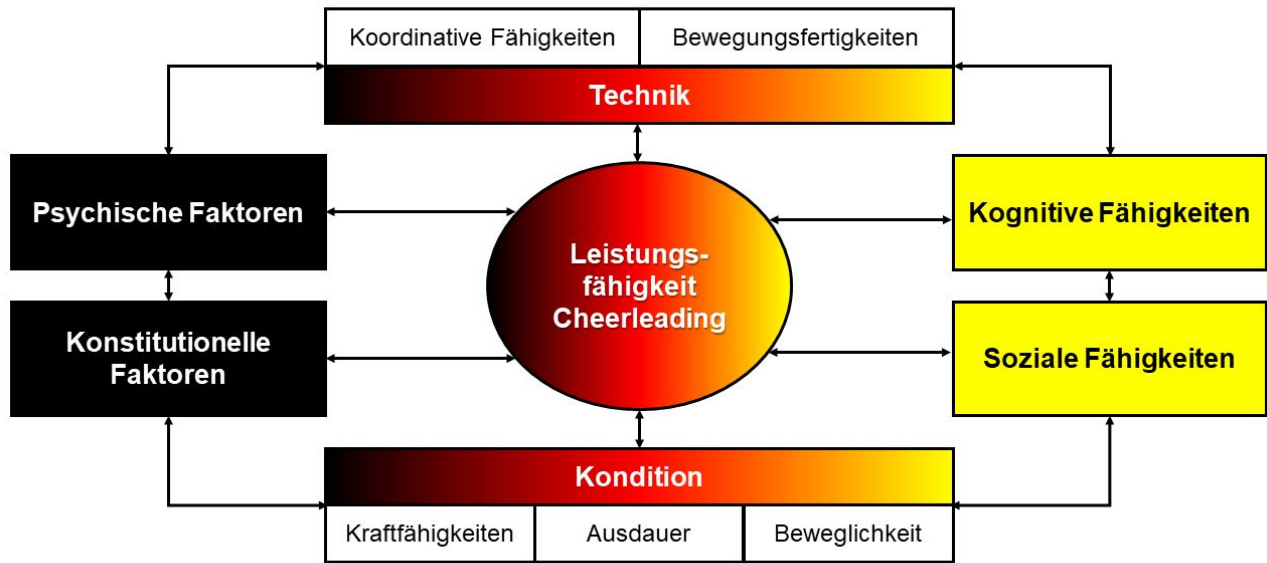 Koordinative Fähigkeiten
Bewegungsfertigkeiten
Technik
Psychische Faktoren
Kognitive Fähigkeiten
Leistungs-
fähigkeit
Cheerleading
Konstitutionelle
Faktoren
Soziale Fähigkeiten
Kondition
Kraftfähigkeiten
Ausdauer
Beweglichkeit